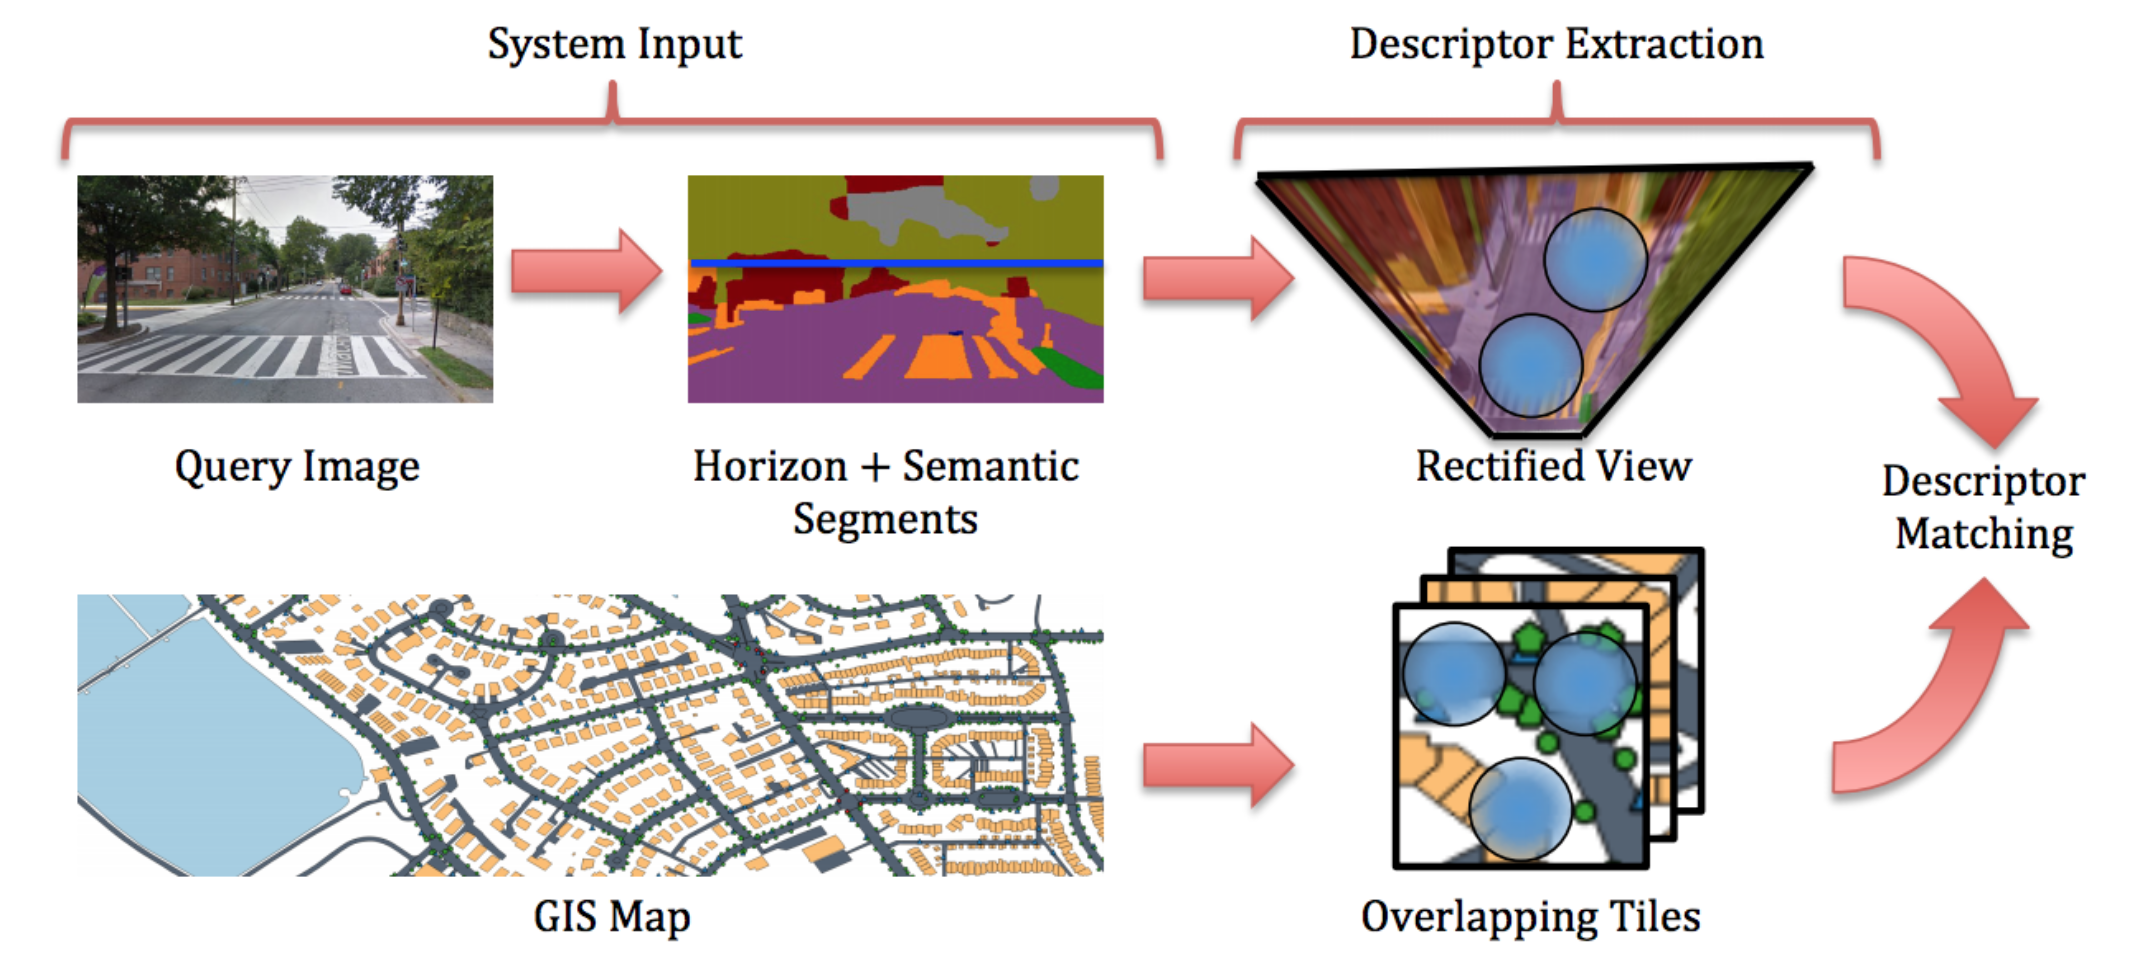 System Input
Descriptor Extraction
Query Image
Horizon + Semantic
Segments
Rectified View
Descriptor
Matching
GIS Map
Overlapping Tiles